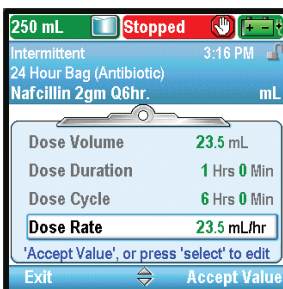 250 mL Stopped
Intermittent 3:16 PM
24 Hour Bag (Antibiotic)
Nafcillin 2gm Q6hr. mL
Dose Volume 23.5 mL
Dose Duration 1 Hrs 0 Min
Dose Cycle 6 Hrs 0 Min
Dose Rate 23.5 mL/hr
'Accept Value', or press 'select' to edit
Exit Accept Value